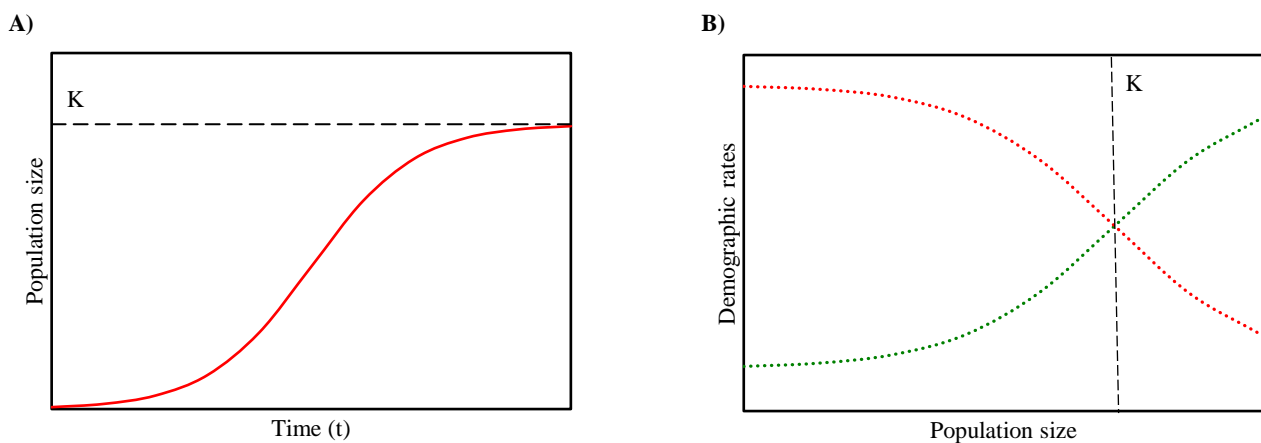 A)
K
Population size
Time (t)
B)
K
Demographic rates
Population size